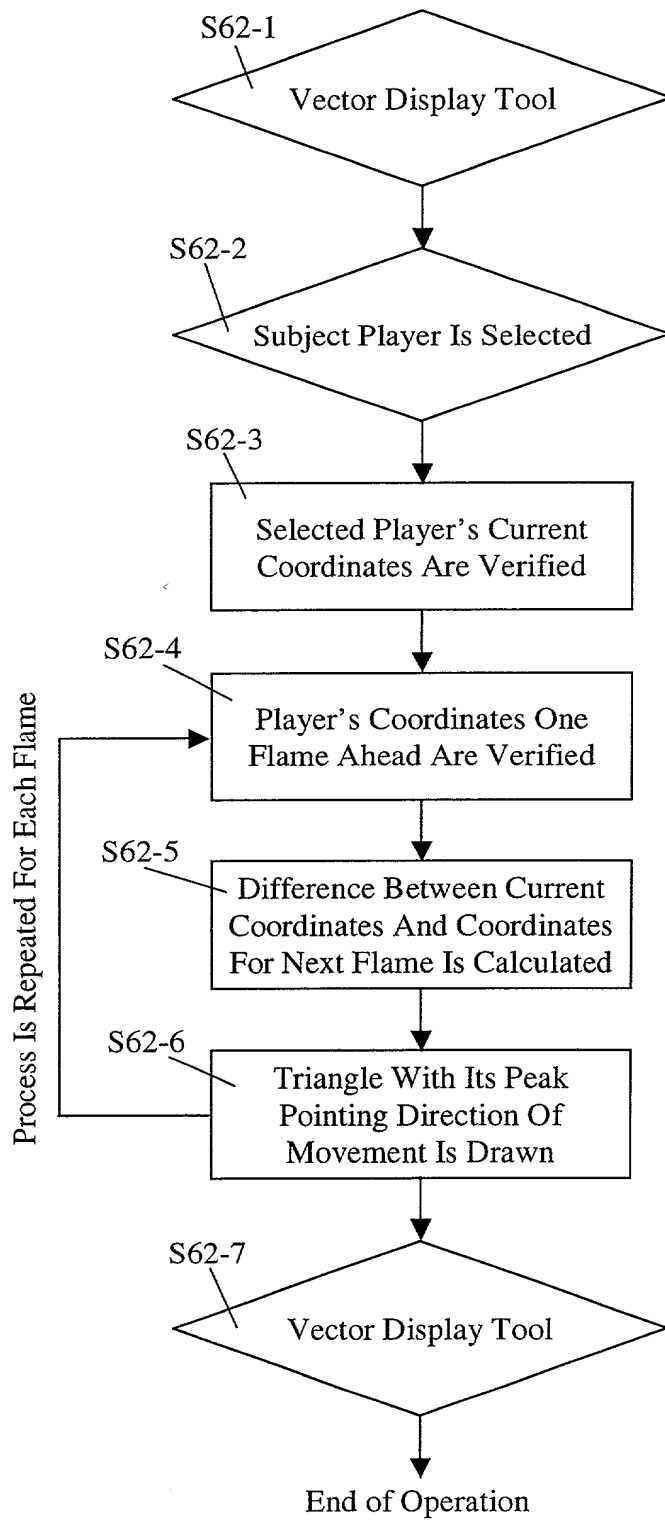 S62-1
Vector Display Tool
S62-2
Subject Player Is Selected
S62-3
Selected Player's Current
Coordinates Are Verified
S62-4
Player's Coordinates One
Flame Ahead Are Verified
Process Is Repeated For Each Flame
S62-5
Difference Between Current
Coordinates And Coordinates
For Next Flame Is Calculated
S62-6
Triangle With Its Peak
Pointing Direction Of
Movement Is Drawn
S62-7
Vector Display Tool
End of Operation